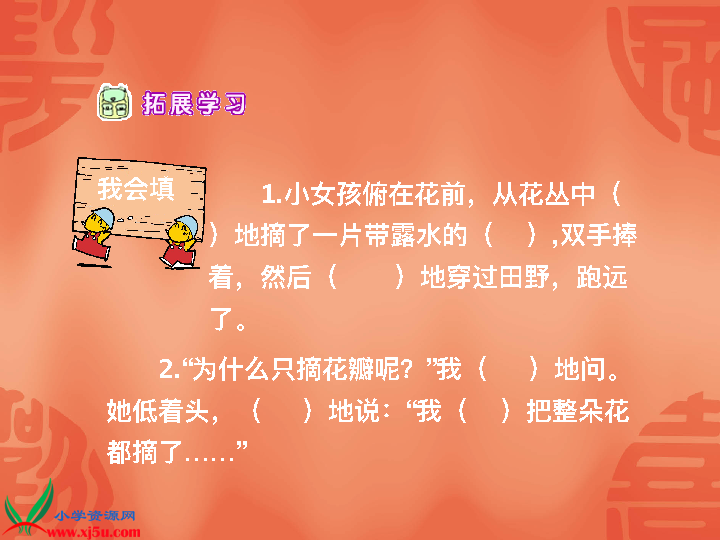 拓展学习
我会填
1.小女孩俯在花前，从花丛中（
）地摘了一片带露水的（ ）,双手捧
着，然后（ ）地穿过田野，跑远
了。
2.“为什么只摘花瓣呢？”我（ ）地问。
她低着头，（ ）地说：“我（ ）把整朵花
都摘了……”
小学资源网
www.xj5u.com